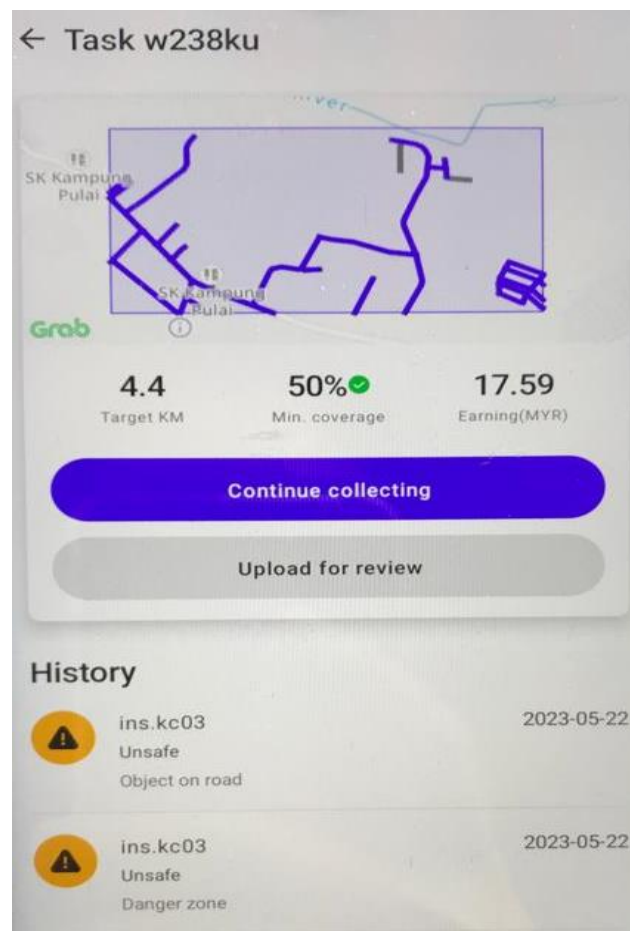 ← Task w238ku
iver
SK Kampung
Pulai
SK Kampung
Pulai
Grab
4.4
Target KM
50%
Min. coverage
17.59
Earning(MYR)
Continue collecting
Upload for review
History
ins.kc03
2023-05-22
Unsafe
Object on road
ins.kc03
2023-05-22
Unsafe
Danger zone